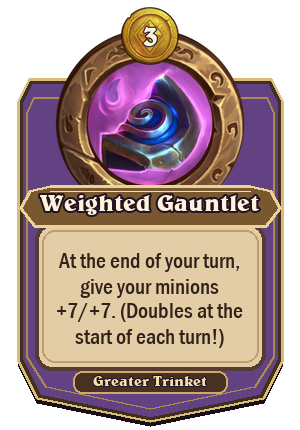 3
Weighted Gauntlet
At the end of your turn,
give your minions
+7/+7. (Doubles at the
start of each turn!)
Greater Trinket